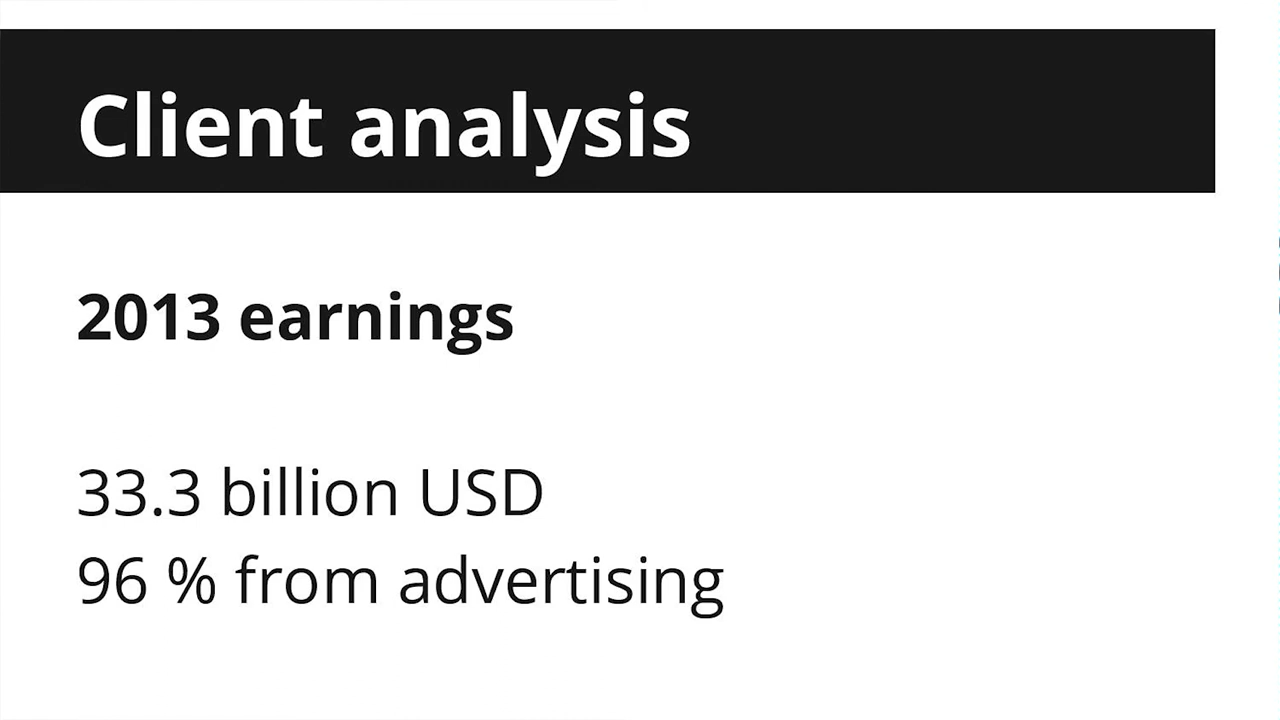 Client analysis
2013 earnings
33.3 billion USD
96 % from advertising